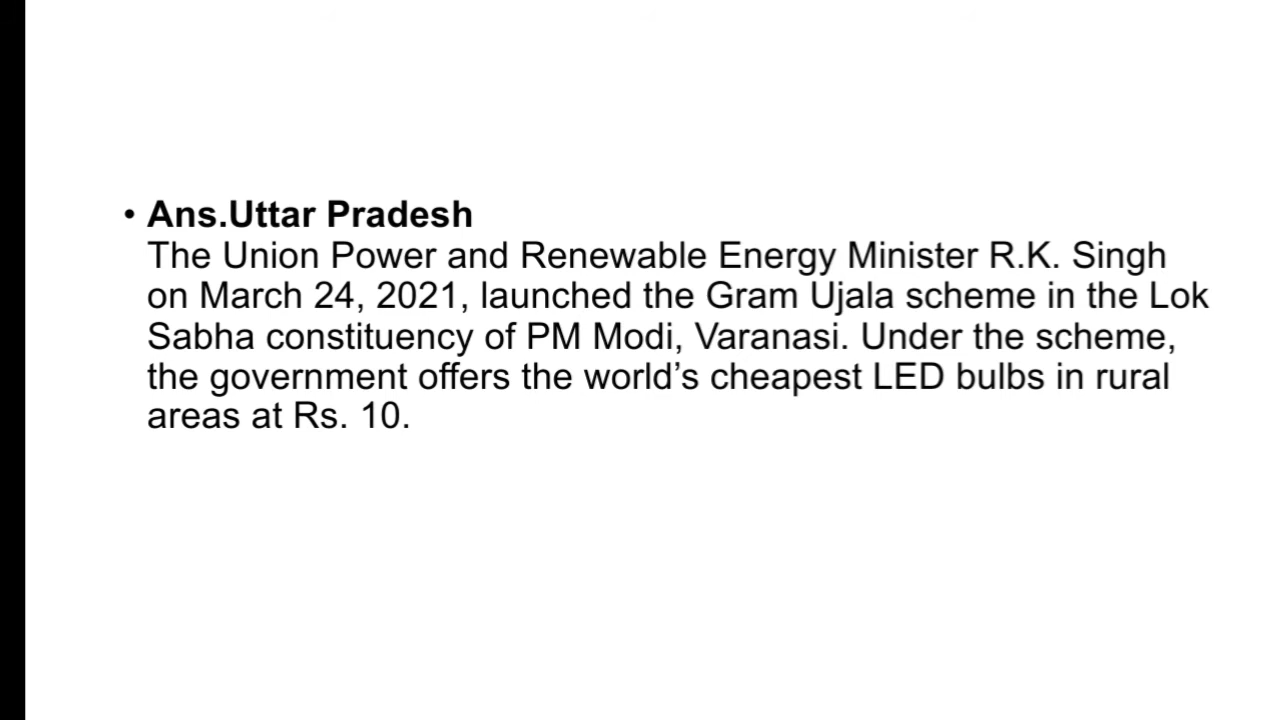 • Ans.Uttar Pradesh
The Union Power and Renewable Energy Minister R.K. Singh
on March 24, 2021, launched the Gram Ujala scheme in the Lok
Sabha constituency of PM Modi, Varanasi. Under the scheme,
the government offers the world’s cheapest LED bulbs in rural
areas at Rs. 10.